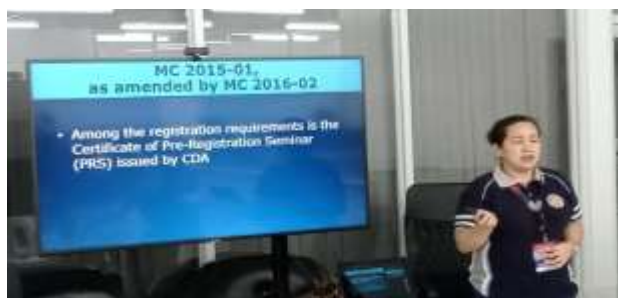 MC 2015-01,
as amended by MC 2016-02
• Among the registration requirements is the
Certificate of Pre-Registration Seminar
(PRS) issued by CDA